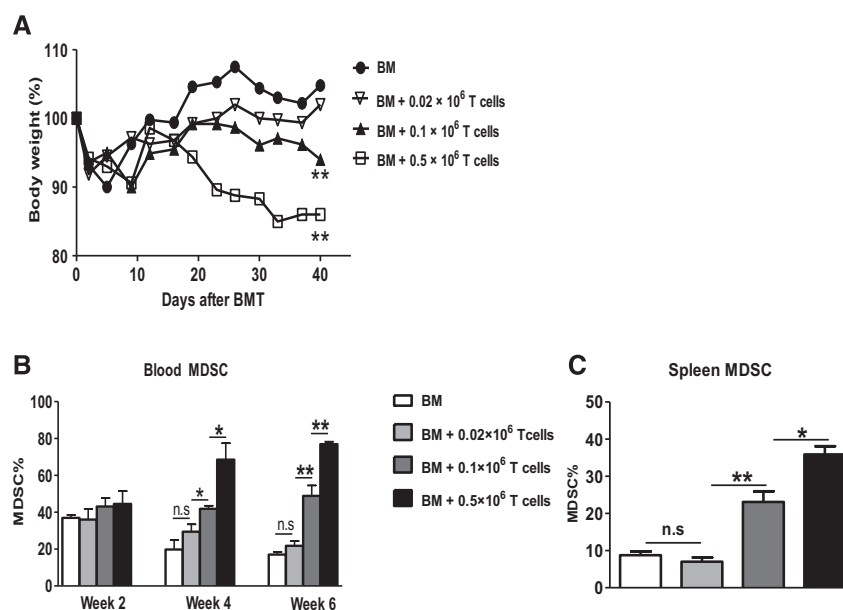 A
110
100
90
80
Body weight (%)
0 10 20 30 40
Days after BMT
**
**
BM
BM + 0.02 × 10⁶ T cells
BM + 0.1 × 10⁶ T cells
BM + 0.5 × 10⁶ T cells
B
Blood MDSC
100
80
60
40
20
0
MDSC%
n.s * *
n.s ** **
Week 2 Week 4 Week 6
BM
BM + 0.02×10⁶ Tcells
BM + 0.1×10⁶ T cells
BM + 0.5×10⁶ T cells
C
Spleen MDSC
50
40
30
20
10
0
MDSC%
n.s
**
*